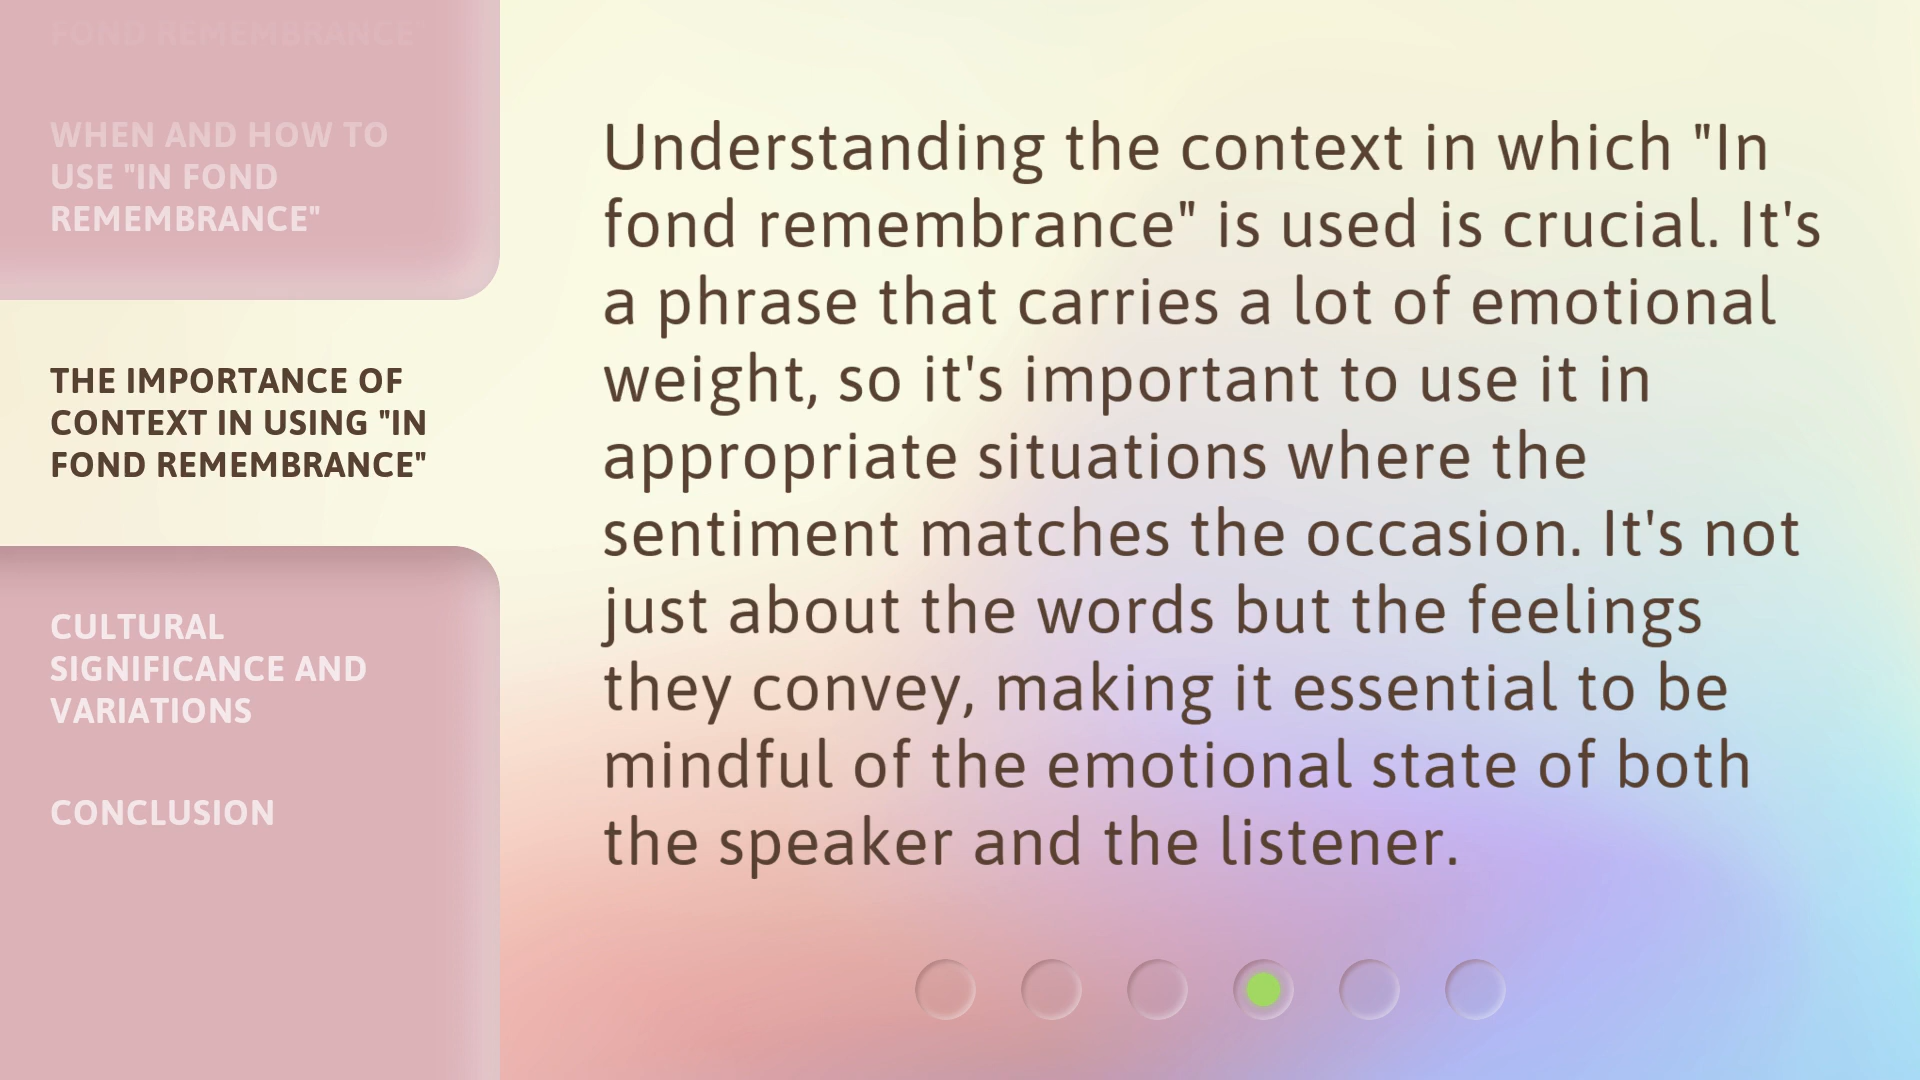 FOND REMEMBRANCE"
WHEN AND HOW TO
USE "IN FOND
REMEMBRANCE"
THE IMPORTANCE OF
CONTEXT IN USING "IN
FOND REMEMBRANCE"
CULTURAL
SIGNIFICANCE AND
VARIATIONS
CONCLUSION
Understanding the context in which "In
fond remembrance" is used is crucial. It's
a phrase that carries a lot of emotional
weight, so it's important to use it in
appropriate situations where the
sentiment matches the occasion. It's not
just about the words but the feelings
they convey, making it essential to be
mindful of the emotional state of both
the speaker and the listener.